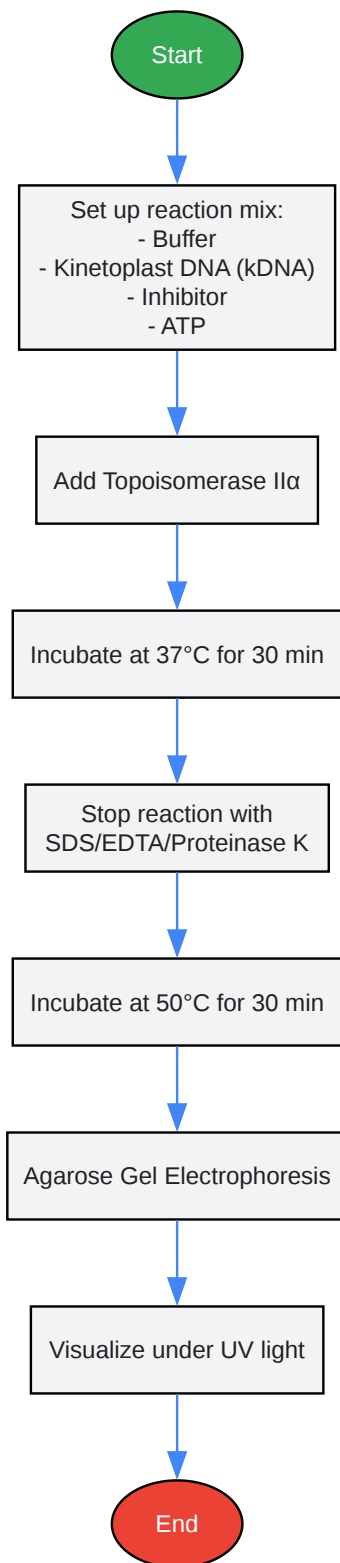 Start
Set up reaction mix:
- Buffer
- Kinetoplast DNA (kDNA)
- Inhibitor
- ATP
Add Topoisomerase IIα
Incubate at 37°C for 30 min
Stop reaction with
SDS/EDTA/Proteinase K
Incubate at 50°C for 30 min
Agarose Gel Electrophoresis
Visualize under UV light
End